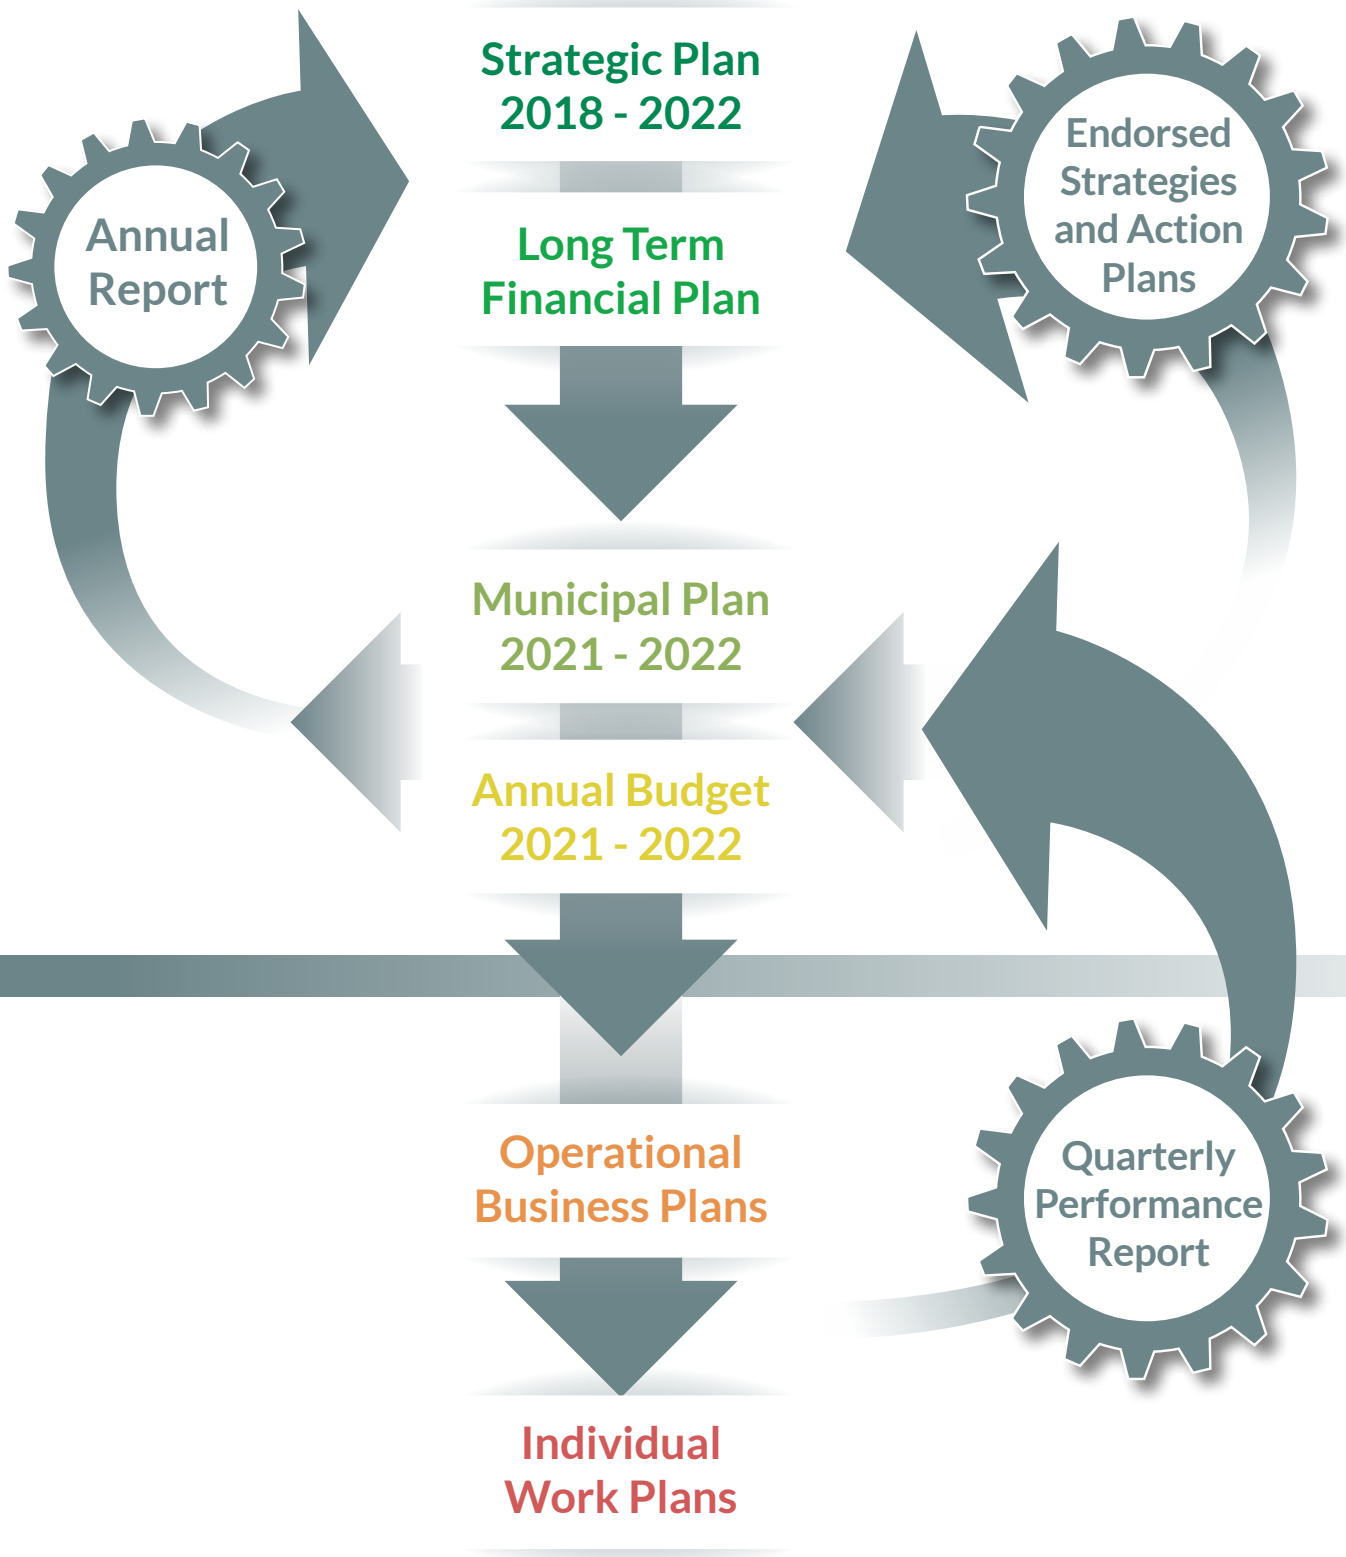 Strategic Plan
2018 - 2022
Endorsed
Strategies
and Action
Plans
Annual
Report
Long Term
Financial Plan
Municipal Plan
2021 - 2022
Annual Budget
2021 - 2022
Operational
Business Plans
Quarterly
Performance
Report
Individual
Work Plans